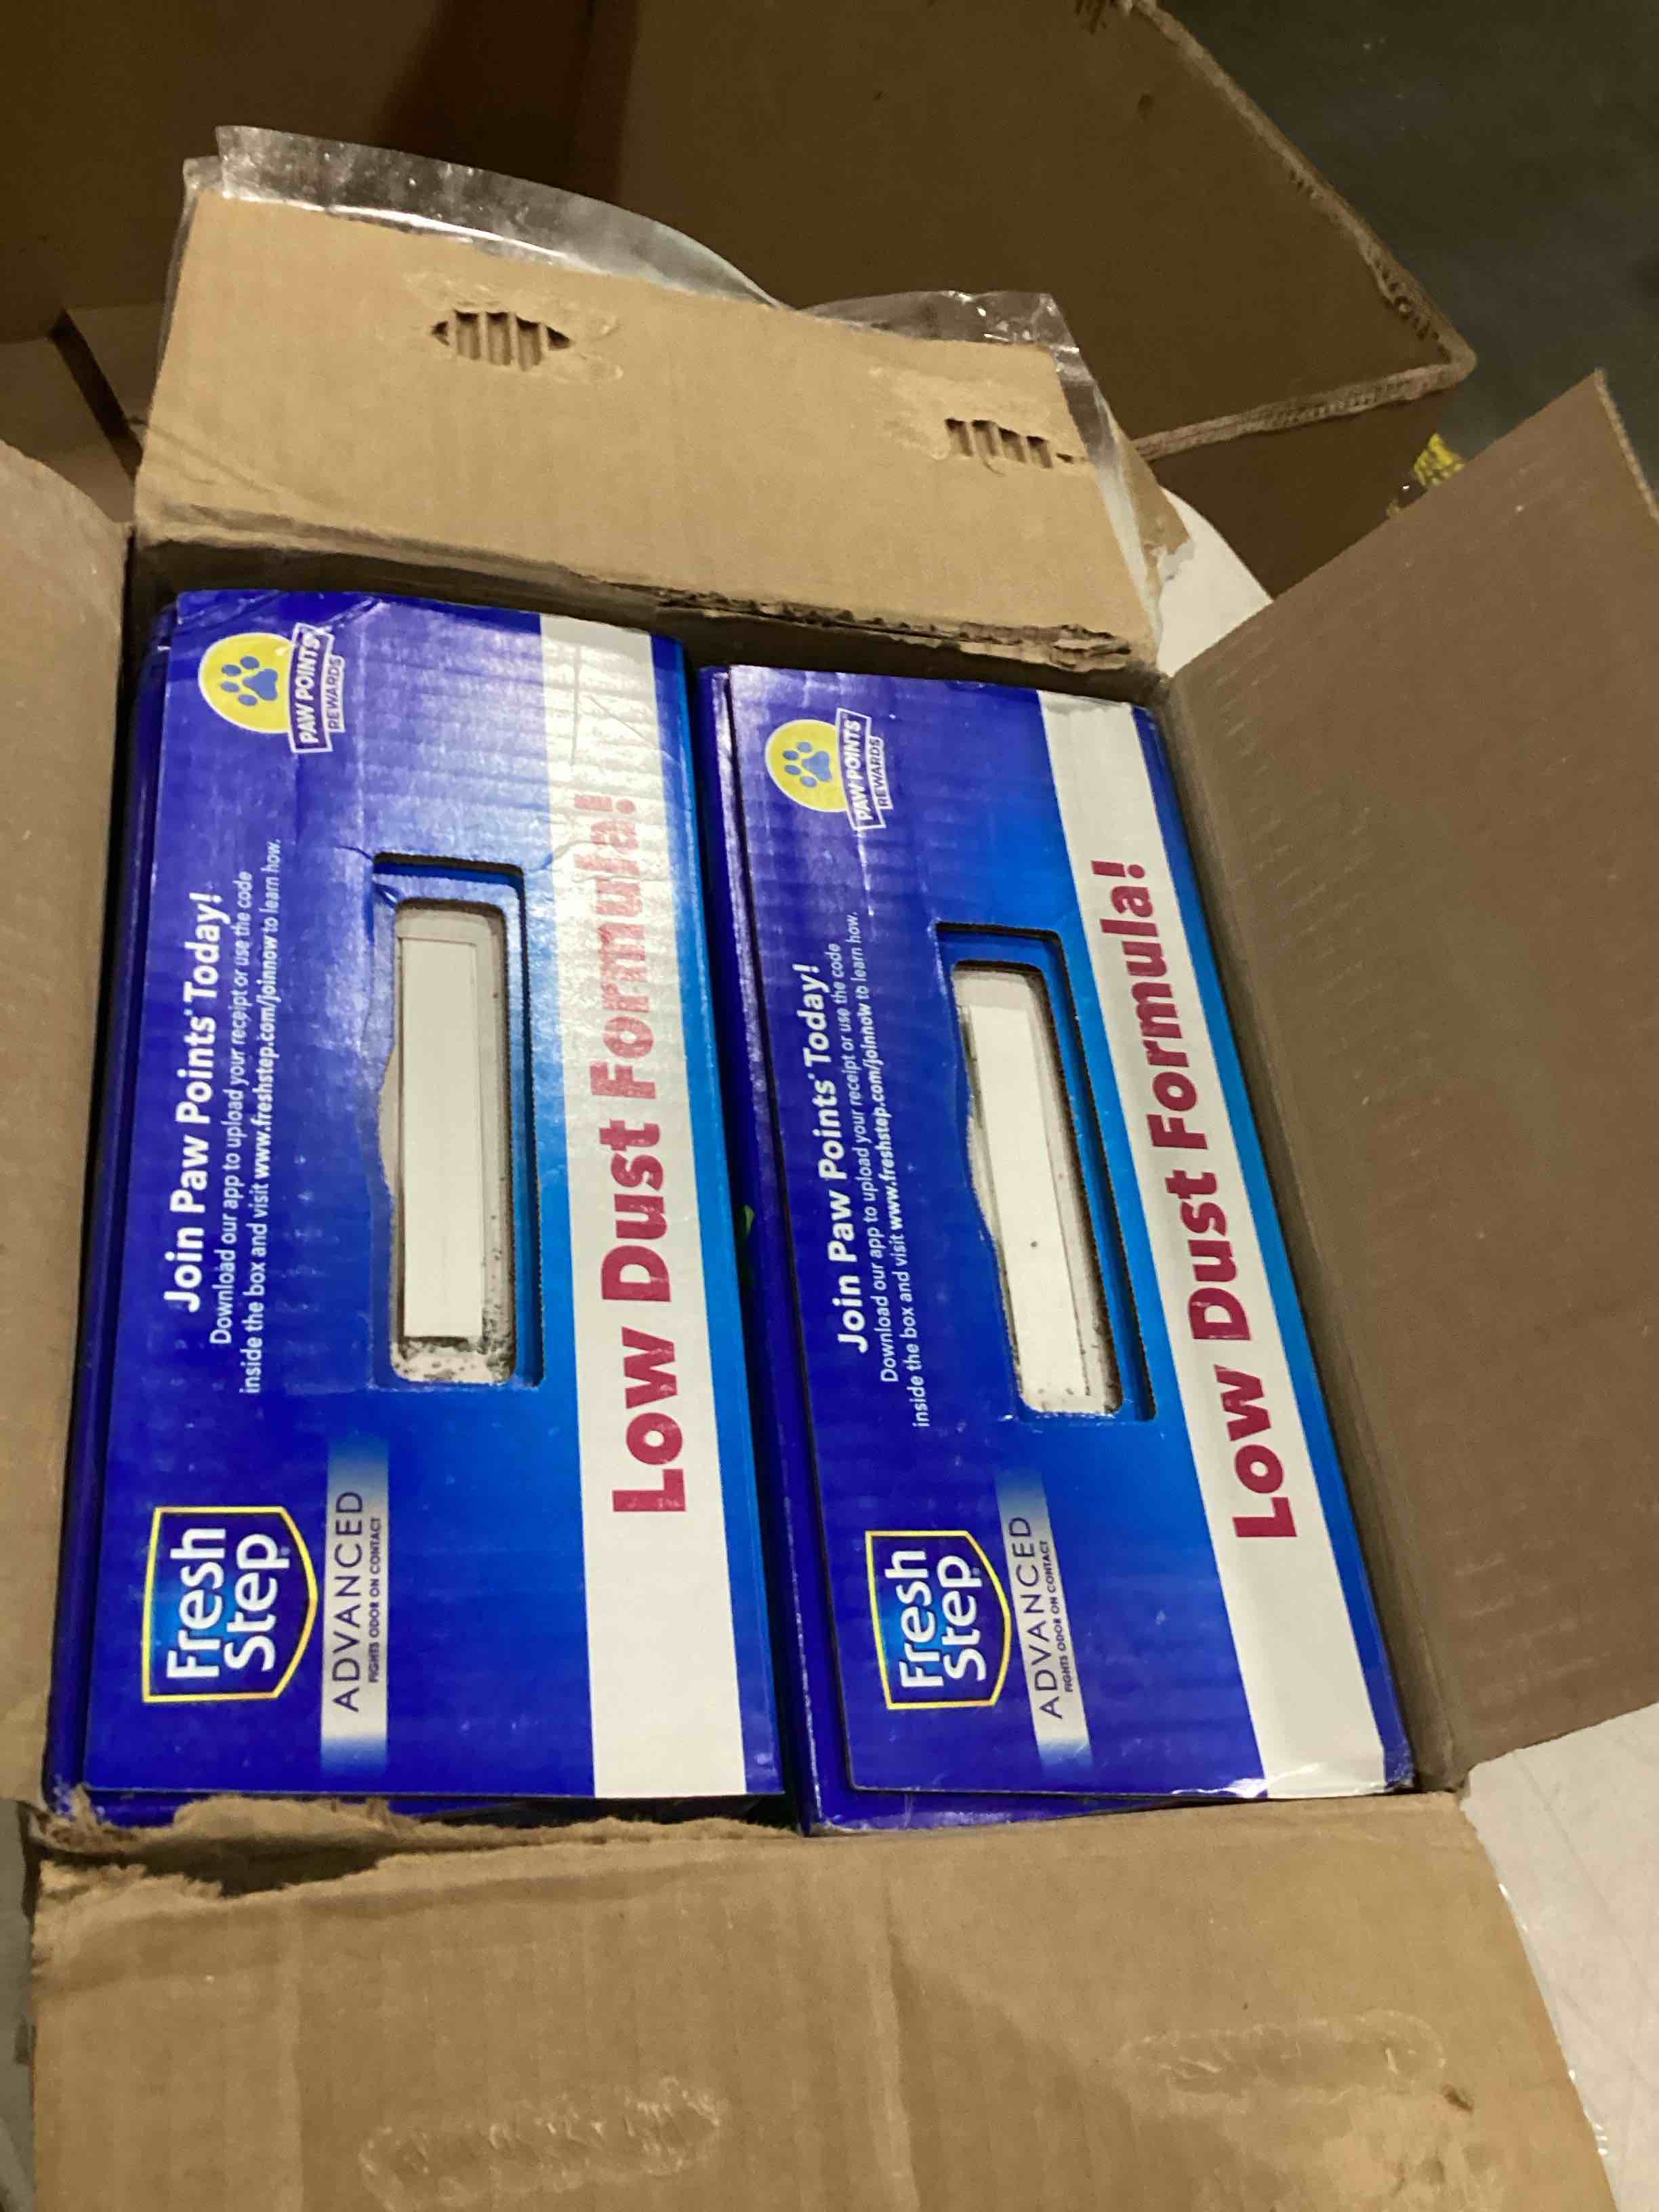 PAW POINTS
REWARDS
Join Paw Points® Today!
Download our app to upload your receipt or use the code
inside the box and visit www.freshstep.com/joinnow to learn how.
Fresh
Step®
ADVANCED
FIGHTS ODOR ON CONTACT
Low Dust Formula!
PAW POINTS
REWARDS
Join Paw Points® Today!
Download our app to upload your receipt or use the code
inside the box and visit www.freshstep.com/joinnow to learn how.
Fresh
Step®
ADVANCED
FIGHTS ODOR ON CONTACT
Low Dust Formula!